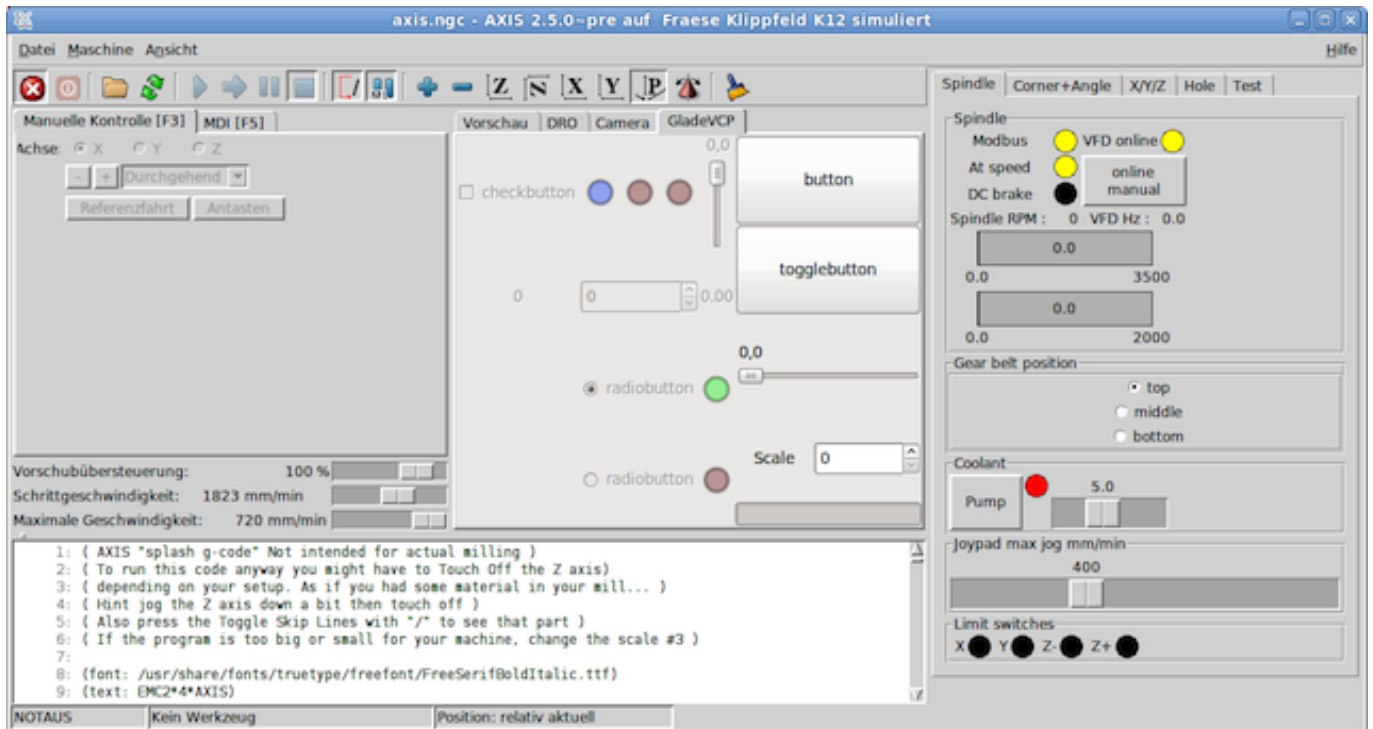 axis.ngc - AXIS 2.5.0~pre auf Fraese Klippfeld K12 simuliert
Datei Maschine Ansicht Hilfe
Z N X Y P
Manuelle Kontrolle [F3] MDI [F5]
Achse: X Y Z
- + Durchgehend
Referenzfahrt Antasten
Vorschubübersteuerung: 100 %
Schrittgeschwindigkeit: 1823 mm/min
Maximale Geschwindigkeit: 720 mm/min
Vorschau DRO Camera GladeVCP
0,0
checkbutton
button
togglebutton
0 0 0.00
0,0
radiobutton
Scale 0
radiobutton
Spindle Corner+Angle X/Y/Z Hole Test
Spindle
Modbus VFD online
At speed
online
manual
DC brake
Spindle RPM : 0 VFD Hz : 0.0
0.0
0.0 3500
0.0
0.0 2000
Gear belt position
top
middle
bottom
Coolant
Pump 5.0
Joypad max jog mm/min
400
Limit switches
X Y Z- Z+
1: ( AXIS "splash g-code" Not intended for actual milling )
2: ( To run this code anyway you might have to Touch Off the Z axis)
3: ( depending on your setup. As if you had some material in your mill... )
4: ( Hint jog the Z axis down a bit then touch off )
5: ( Also press the Toggle Skip Lines with "/" to see that part )
6: ( If the program is too big or small for your machine, change the scale #3 )
7:
8: (font: /usr/share/fonts/truetype/freefont/FreeSerifBoldItalic.ttf)
9: (text: EMC2*4*AXIS)
NOTAUS Kein Werkzeug Position: relativ aktuell